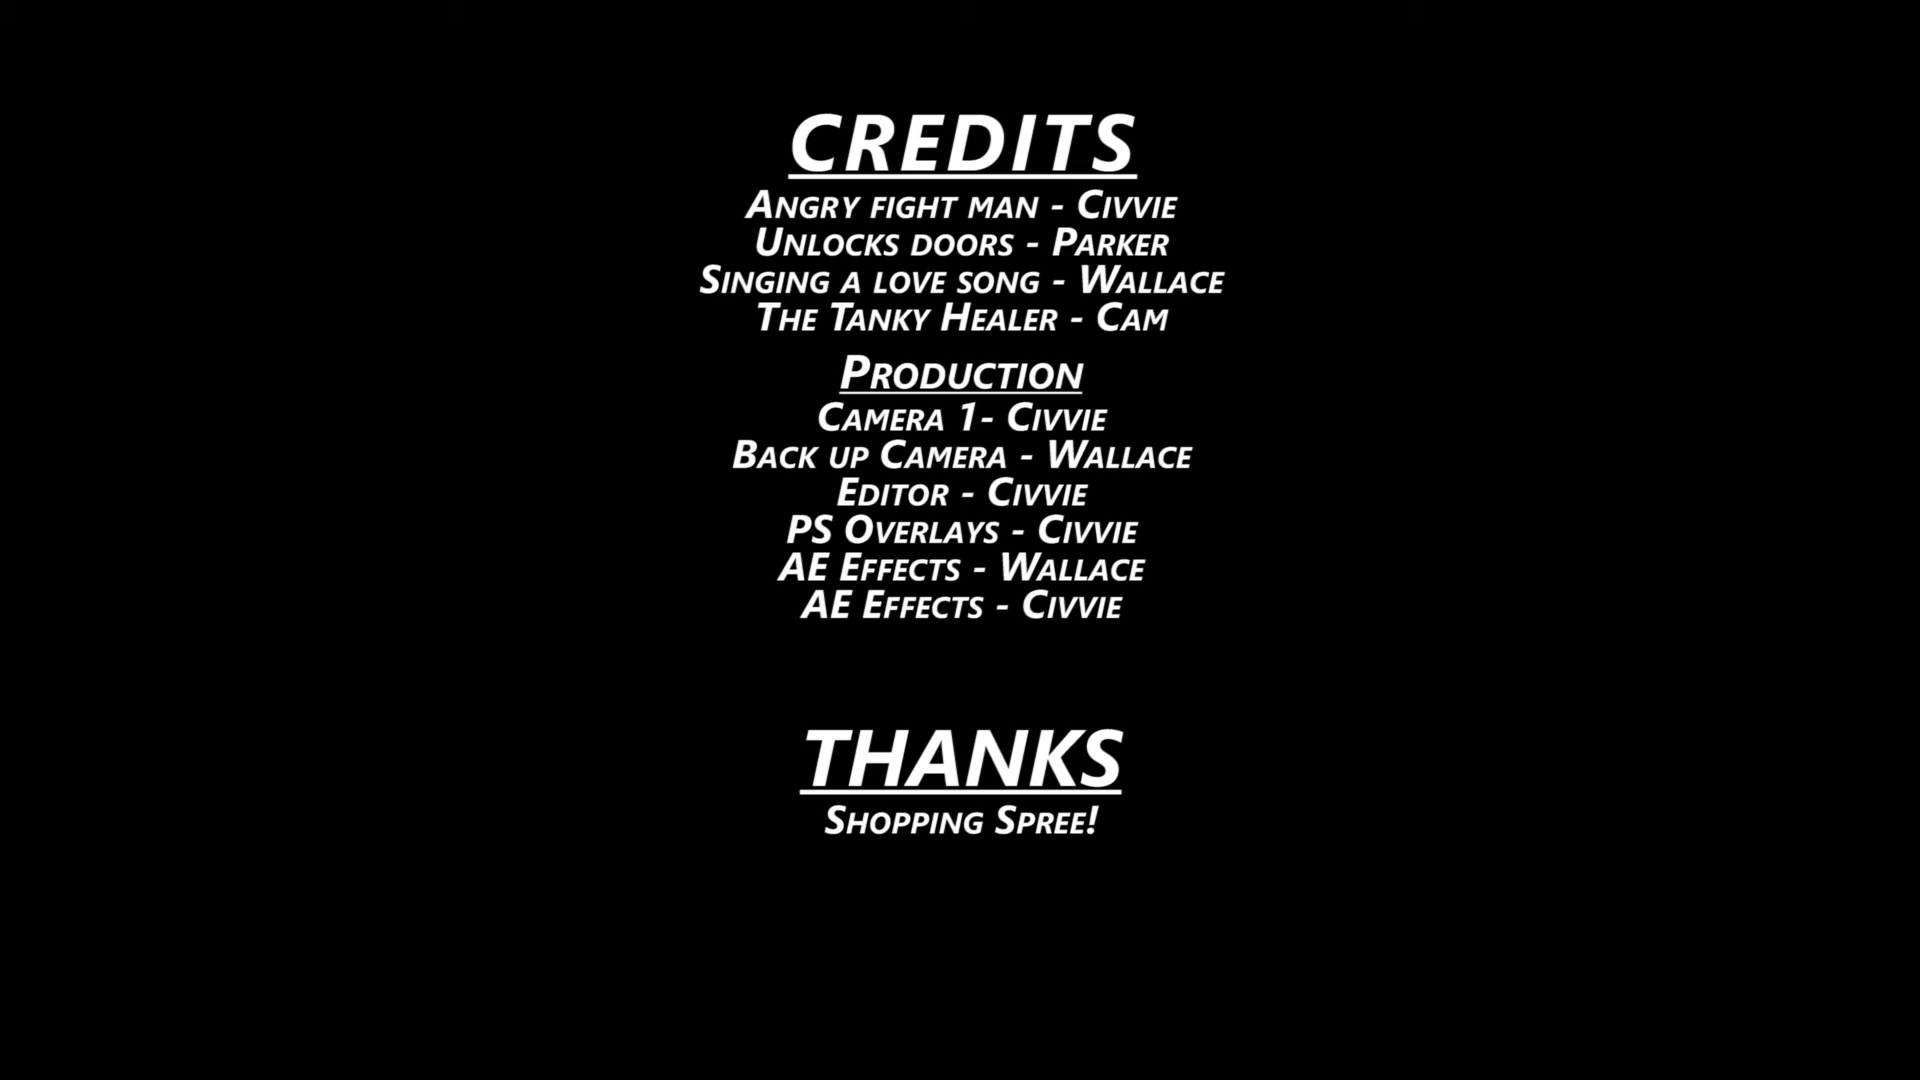 CREDITS
Angry fight man - Civvie
Unlocks doors - Parker
Singing a love song - Wallace
The Tanky Healer - Cam
Production
Camera 1- Civvie
Back up Camera - Wallace
Editor - Civvie
PS Overlays - Civvie
AE Effects - Wallace
AE Effects - Civvie
THANKS
Shopping Spree!